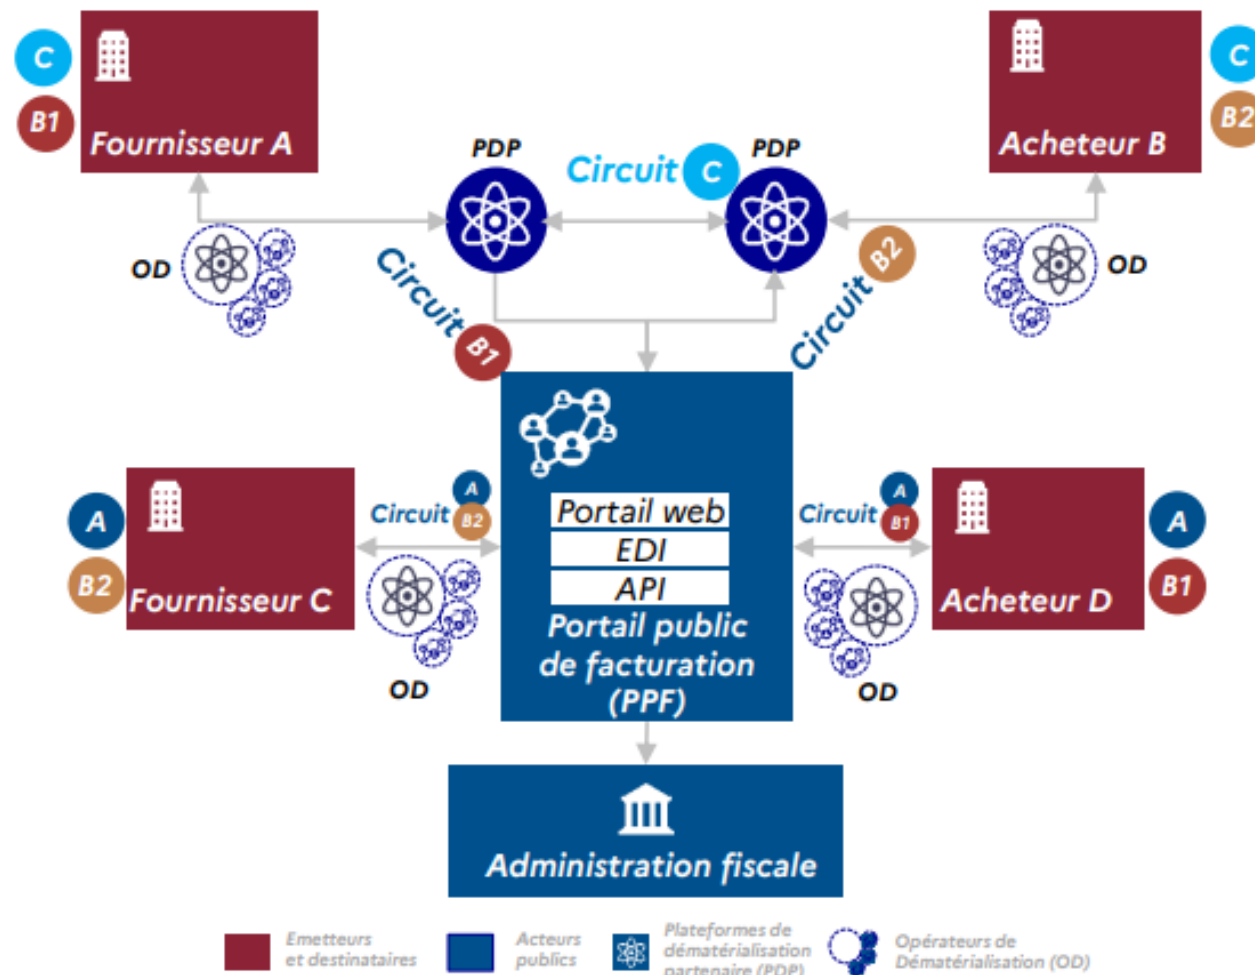 C
B1
Fournisseur A
PDP
Circuit C
PDP
Acheteur B
C
B2
OD
Circuit B1
Circuit B2
OD
A
B2
Fournisseur C
Circuit A
B2
OD
Portail web
EDI
API
Portail public
de facturation
(PPF)
Circuit A
B1
OD
Acheteur D
A
B1
Administration fiscale
Emetteurs
et destinataires
Acteurs
publics
Plateformes de
dématérialisation
partenaire (PDP)
Opérateurs de
Dématérialisation (OD)